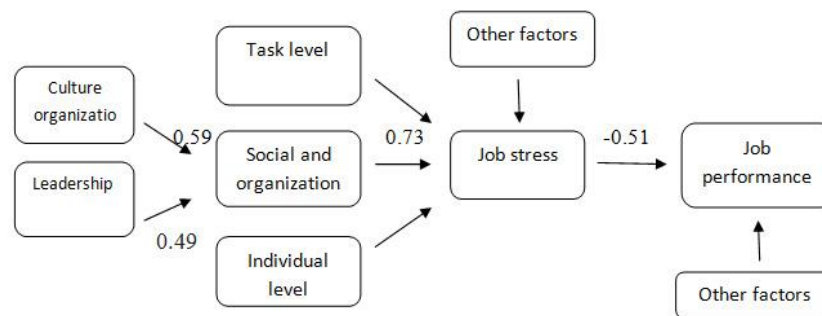 Other factors
Task level
Culture
organizatio
0.59
0.73
-0.51
Social and
organization
Job stress
Job
performance
Leadership
0.49
Individual
level
Other factors